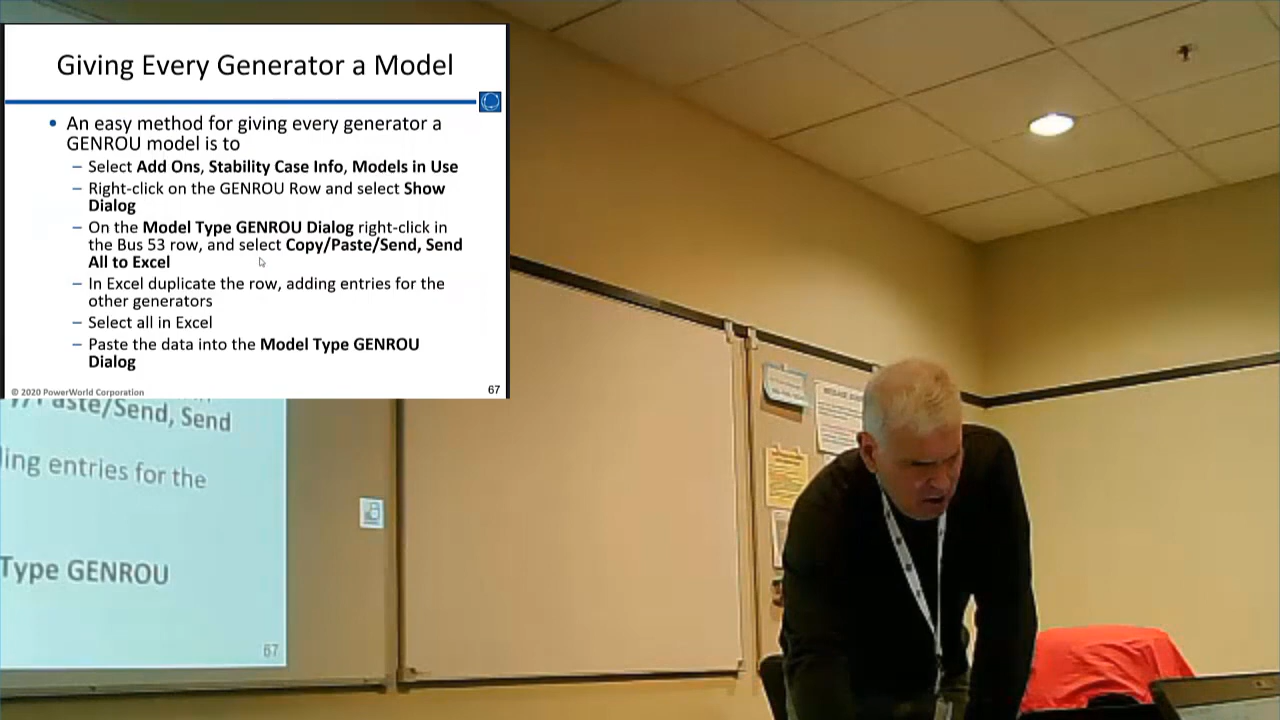 Giving Every Generator a Model
• An easy method for giving every generator a
GENROU model is to
– Select Add Ons, Stability Case Info, Models in Use
– Right-click on the GENROU Row and select Show
Dialog
– On the Model Type GENROU Dialog right-click in
the Bus 53 row, and select Copy/Paste/Send, Send
All to Excel
– In Excel duplicate the row, adding entries for the
other generators
– Select all in Excel
– Paste the data into the Model Type GENROU
Dialog
© 2020 PowerWorld Corporation
67
y/Paste/Send, Send
ling entries for the
Type GENROU
67